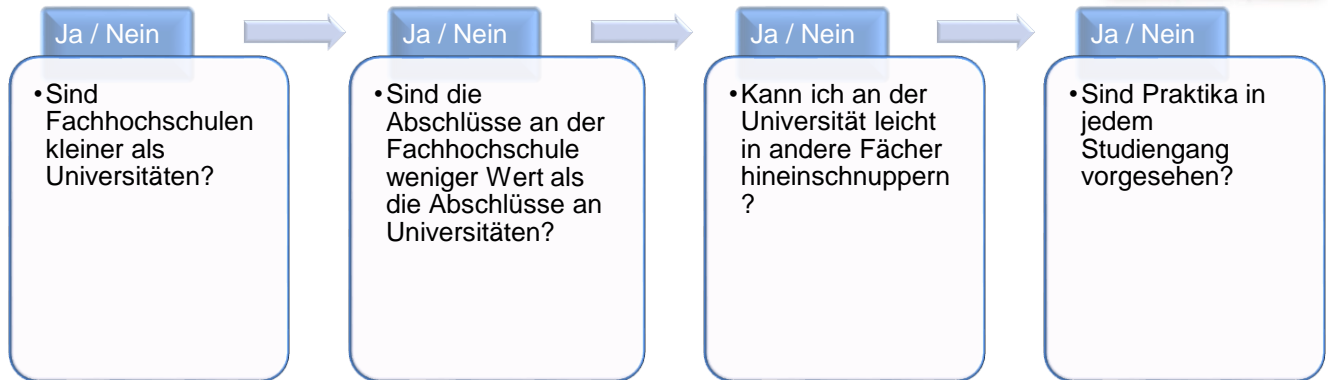 Ja / Nein
•Sind
Fachhochschulen
kleiner als
Universitäten?
Ja / Nein
•Sind die
Abschlüsse an der
Fachhochschule
weniger Wert als
die Abschlüsse an
Universitäten?
Ja / Nein
•Kann ich an der
Universität leicht
in andere Fächer
hineinschnuppern
?
Ja / Nein
•Sind Praktika in
jedem
Studiengang
vorgesehen?